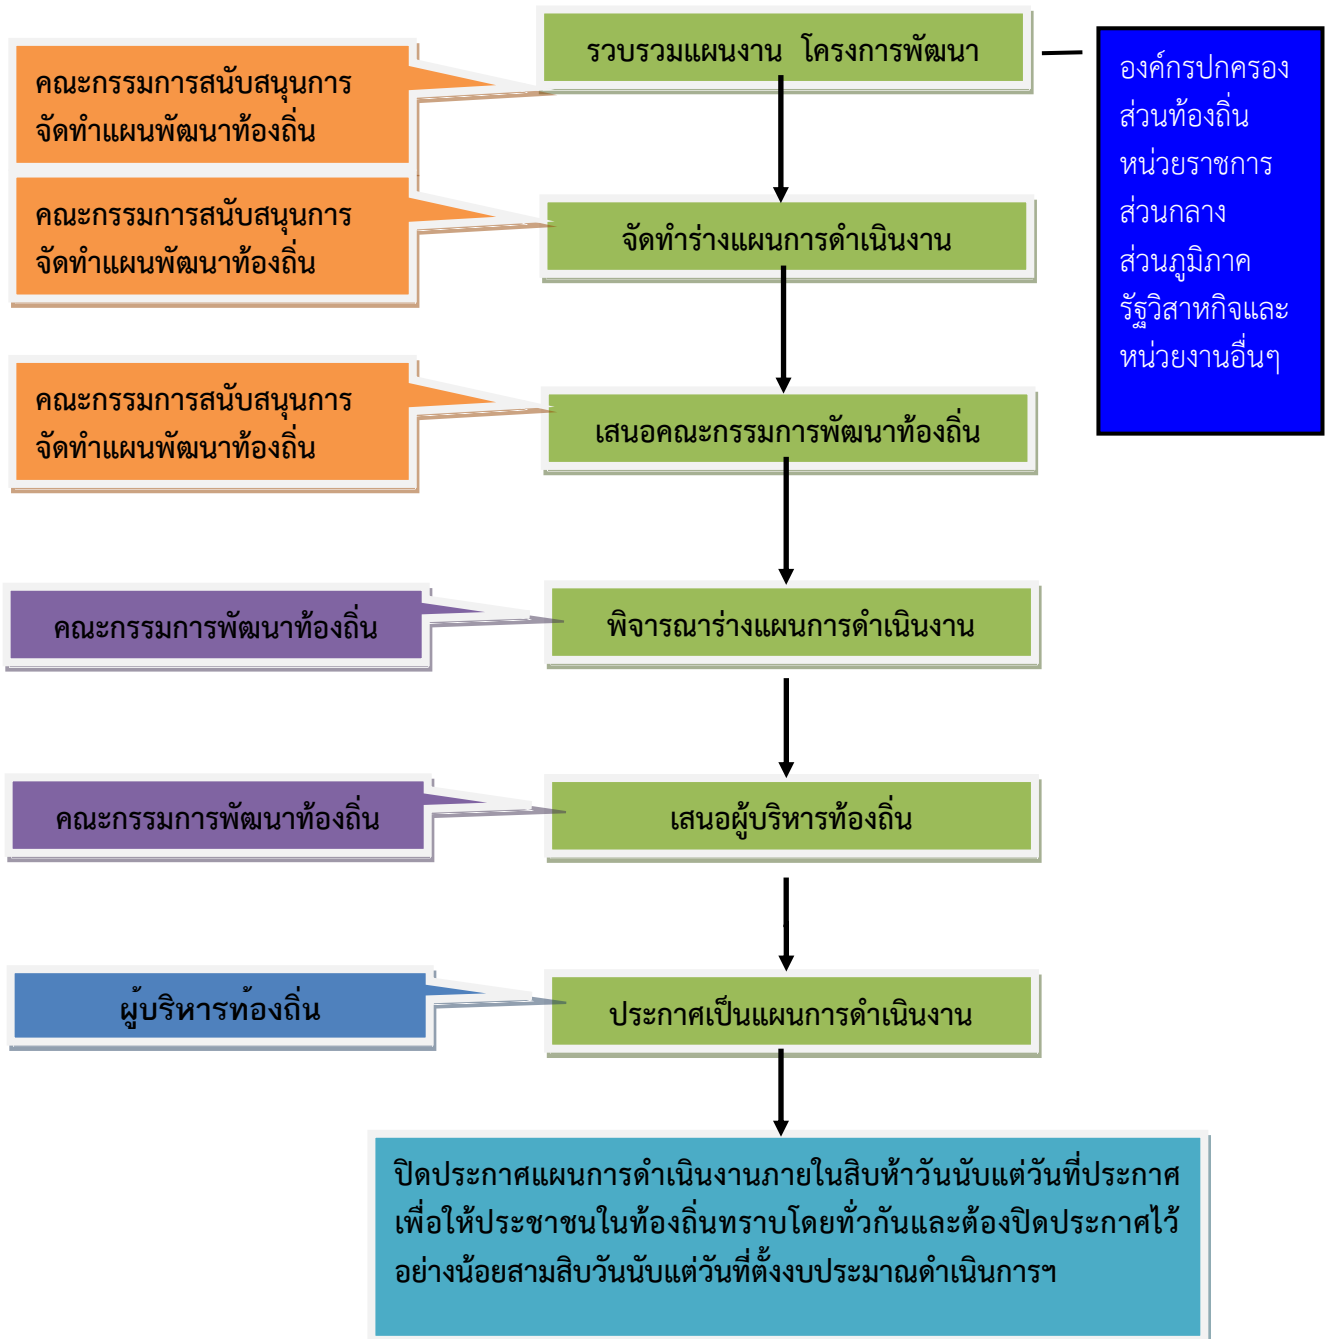 รวบรวมแผนงาน โครงการพัฒนา
คณะกรรมการสนับสนุนการ
จัดทำแผนพัฒนาท้องถิ่น
องค์กรปกครอง
ส่วนท้องถิ่น
หน่วยราชการ
ส่วนกลาง
ส่วนภูมิภาค
รัฐวิสาหกิจและ
หน่วยงานอื่นๆ
คณะกรรมการสนับสนุนการ
จัดทำแผนพัฒนาท้องถิ่น
จัดทำร่างแผนการดำเนินงาน
คณะกรรมการสนับสนุนการ
จัดทำแผนพัฒนาท้องถิ่น
เสนอคณะกรรมการพัฒนาท้องถิ่น
คณะกรรมการพัฒนาท้องถิ่น
พิจารณาร่างแผนการดำเนินงาน
คณะกรรมการพัฒนาท้องถิ่น
เสนอผู้บริหารท้องถิ่น
ผู้บริหารท้องถิ่น
ประกาศเป็นแผนการดำเนินงาน
ปิดประกาศแผนการดำเนินงานภายในสิบห้าวันนับแต่วันที่ประกาศ
เพื่อให้ประชาชนในท้องถิ่นทราบโดยทั่วกันและต้องปิดประกาศไว้
อย่างน้อยสามสิบวันนับแต่วันที่ตั้งงบประมาณดำเนินการฯ